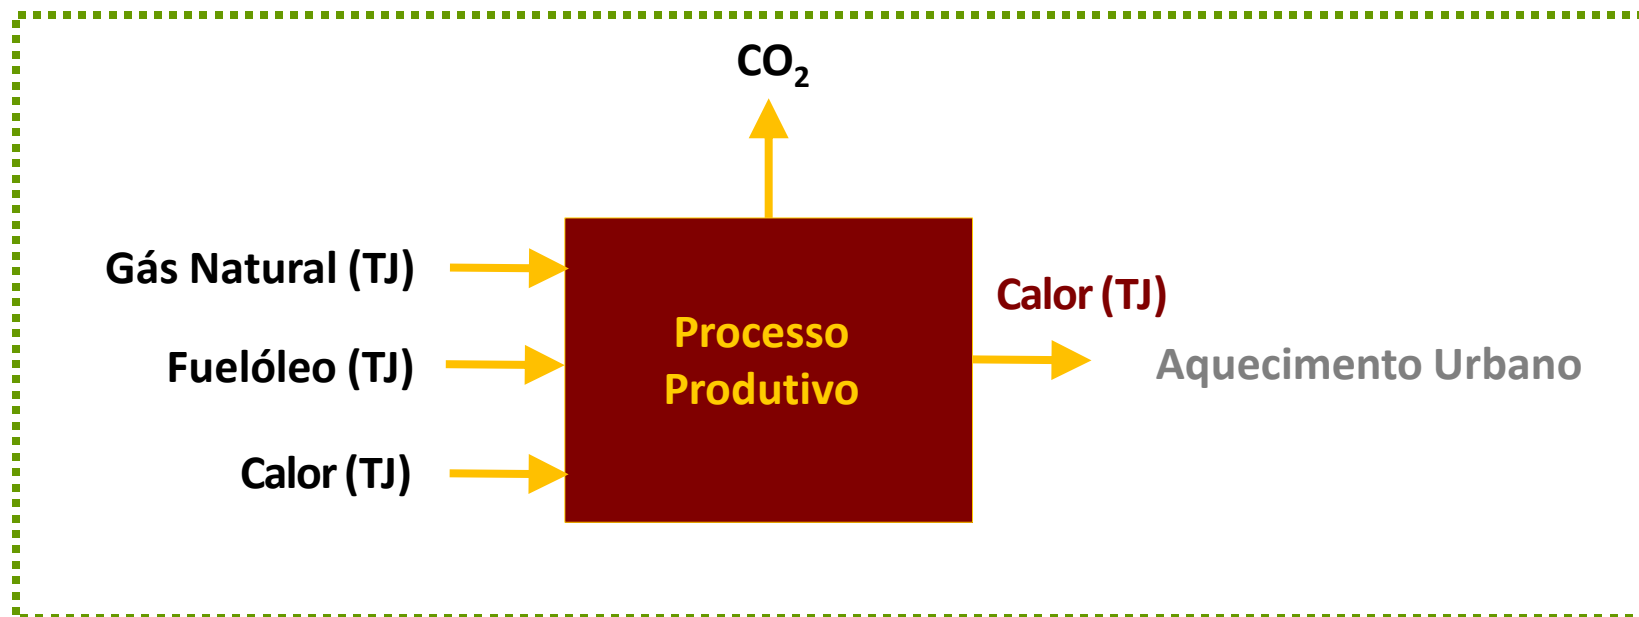 CO₂
Gás Natural (TJ)
Fuelóleo (TJ)
Calor (TJ)
Processo
Produtivo
Calor (TJ)
Aquecimento Urbano